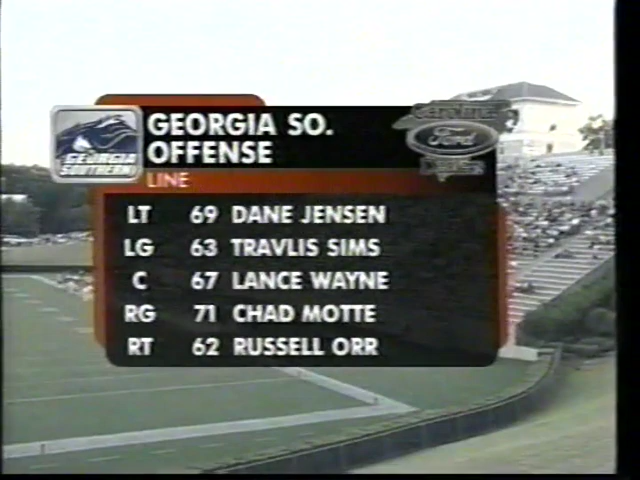 GEORGIA SO.
OFFENSE
GEORGIA
SOUTHERN
Ford
LINE
LT 69 DANE JENSEN
LG 63 TRAVLIS SIMS
C 67 LANCE WAYNE
RG 71 CHAD MOTTE
RT 62 RUSSELL ORR